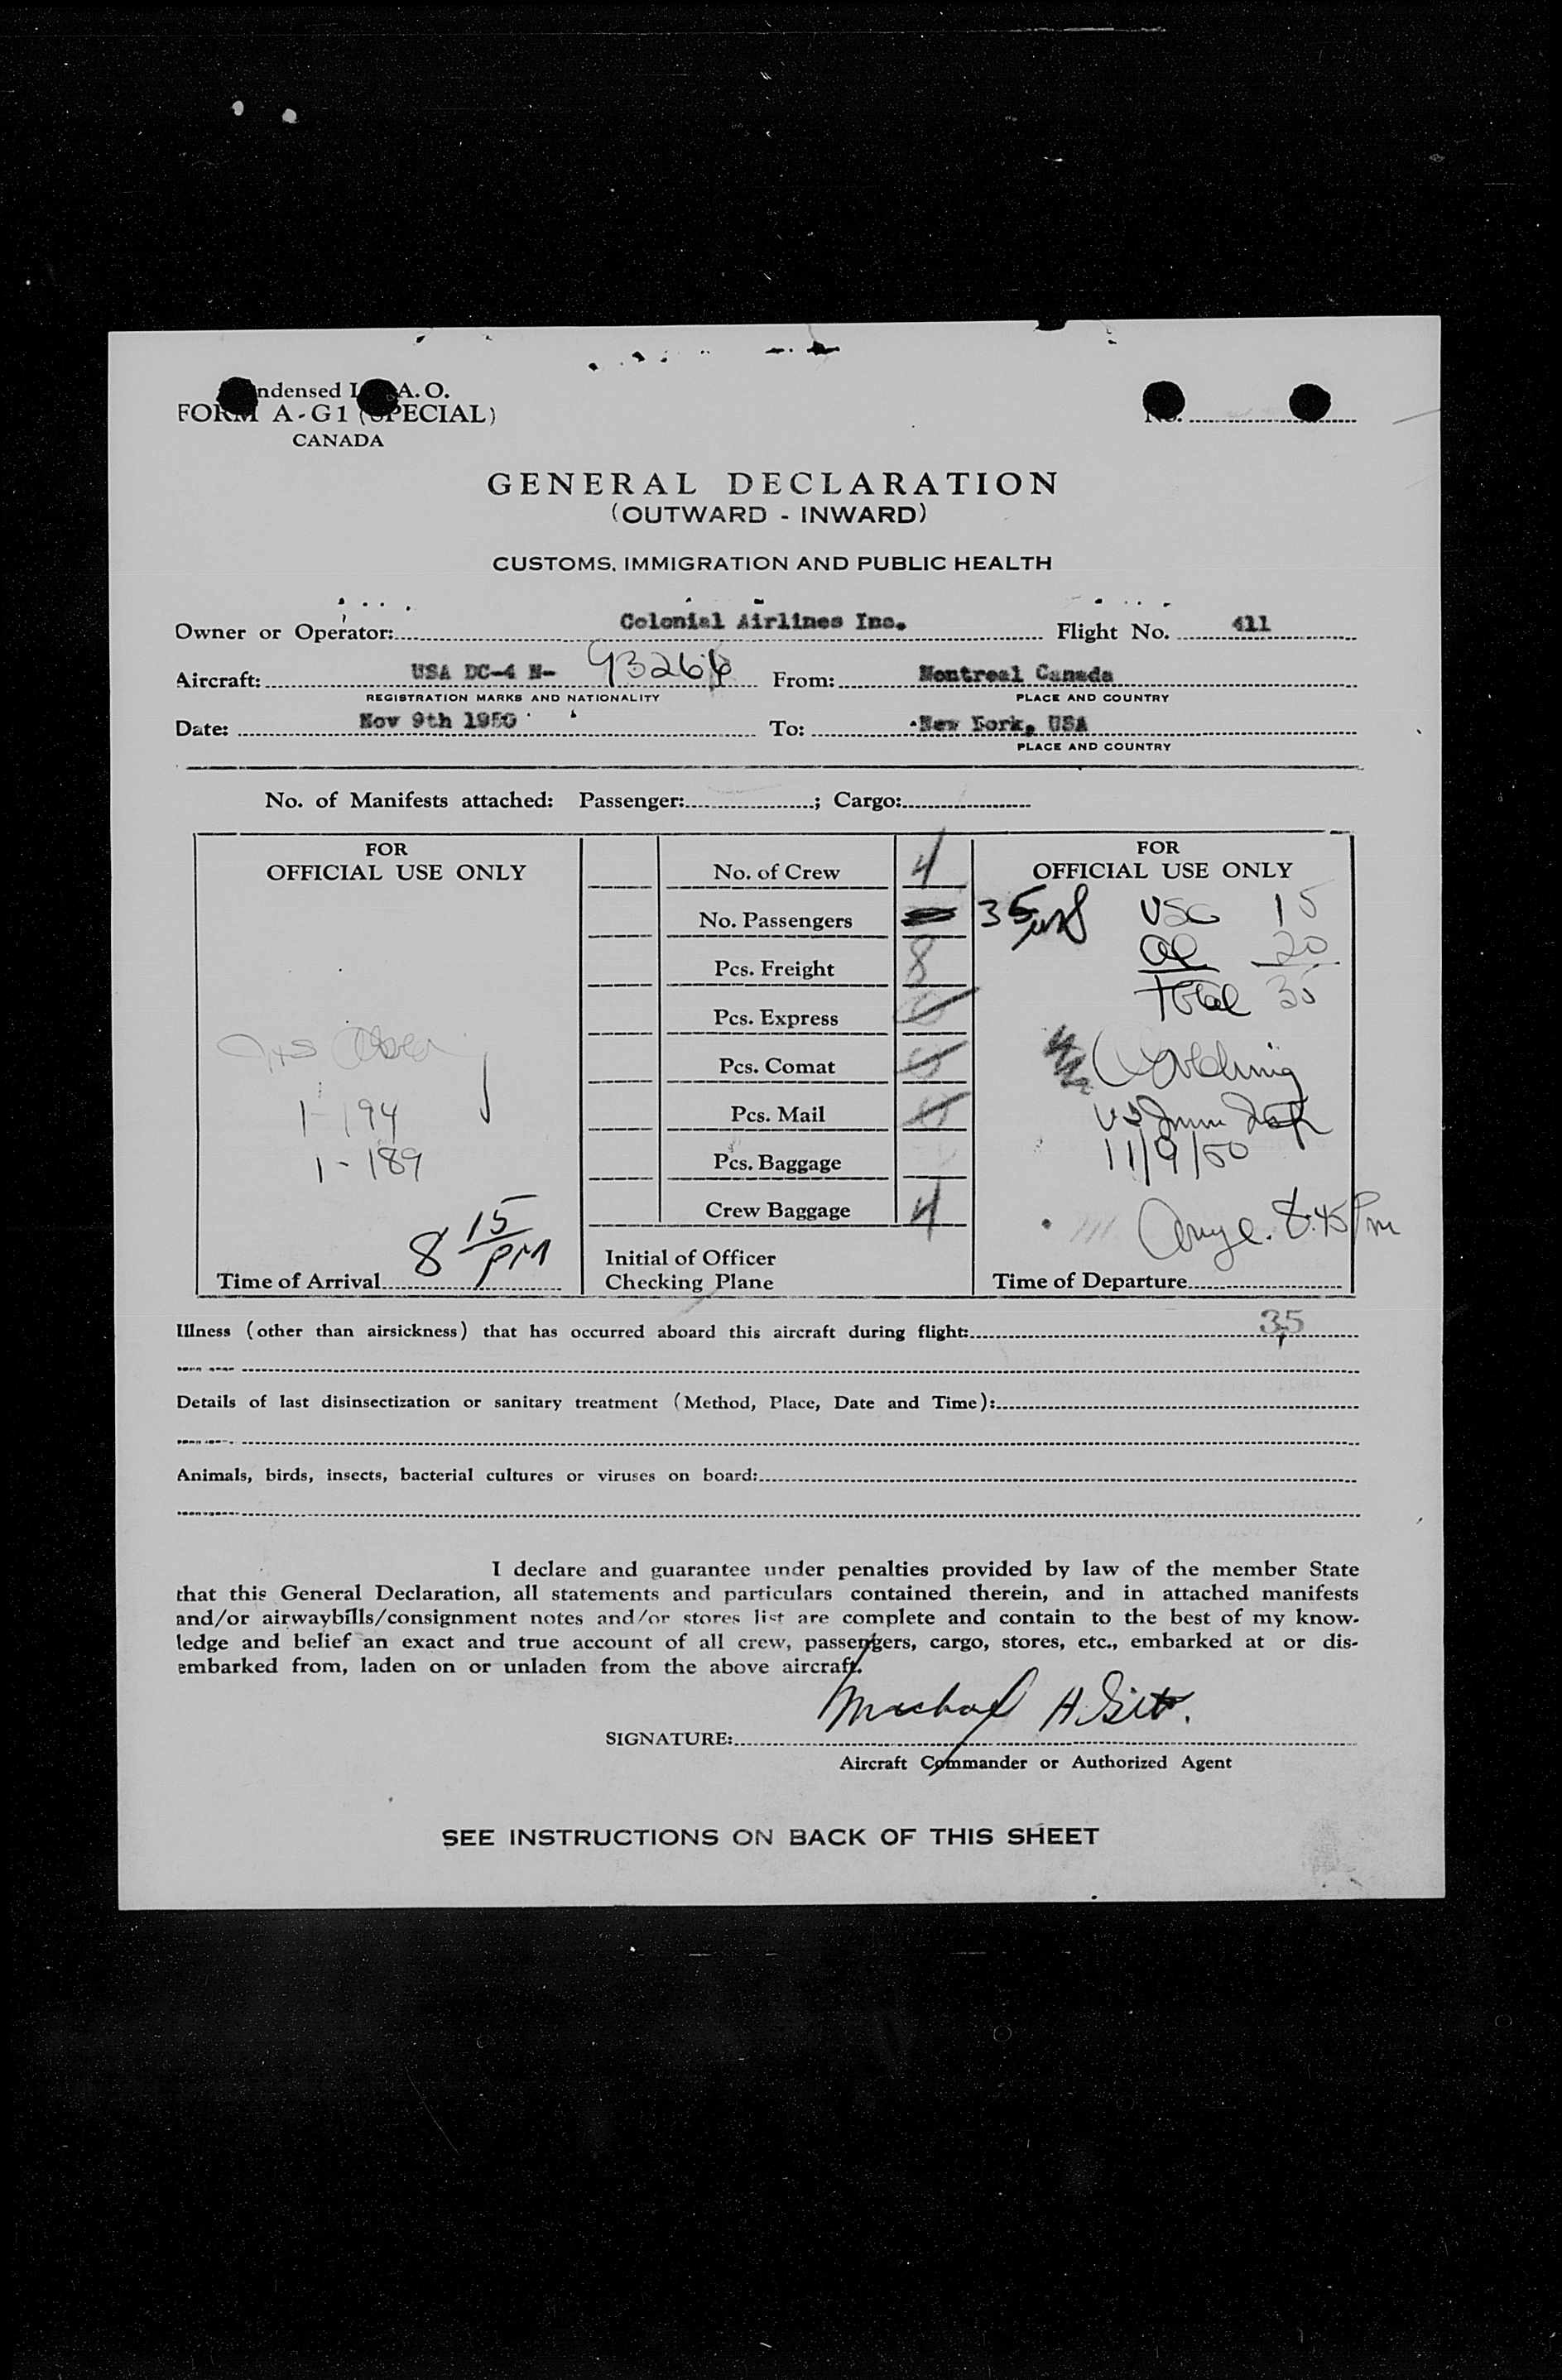 ndensed I A. O.
FORM A-G1 (SPECIAL)
CANADA
No.
GENERAL DECLARATION
(OUTWARD - INWARD)
CUSTOMS, IMMIGRATION AND PUBLIC HEALTH
Owner or Operator: Colonial Airlines Inc. Flight No. 411
Aircraft: USA DC-4 N- 93266 From: Montreal Canada
REGISTRATION MARKS AND NATIONALITY PLACE AND COUNTRY
Date: Nov 9th 1950 To: New York, USA
PLACE AND COUNTRY
No. of Manifests attached: Passenger: ; Cargo:
FOR
OFFICIAL USE ONLY
1-194
1-189
8 15 PM
Time of Arrival
No. of Crew 4
No. Passengers 35
Pcs. Freight 8
Pcs. Express
Pcs. Comat
Pcs. Mail
Pcs. Baggage
Crew Baggage 4
Initial of Officer
Checking Plane
FOR
OFFICIAL USE ONLY
USC 15
al 20
Total 35
US Imm Insp
11/9/50
8:45 Pm
Time of Departure
Illness (other than airsickness) that has occurred aboard this aircraft during flight: 35
Details of last disinsectization or sanitary treatment (Method, Place, Date and Time):
Animals, birds, insects, bacterial cultures or viruses on board:
I declare and guarantee under penalties provided by law of the member State
that this General Declaration, all statements and particulars contained therein, and in attached manifests
and/or airwaybills/consignment notes and/or stores list are complete and contain to the best of my know-
ledge and belief an exact and true account of all crew, passengers, cargo, stores, etc., embarked at or dis-
embarked from, laden on or unladen from the above aircraft.
SIGNATURE: Michael H.
Aircraft Commander or Authorized Agent
SEE INSTRUCTIONS ON BACK OF THIS SHEET